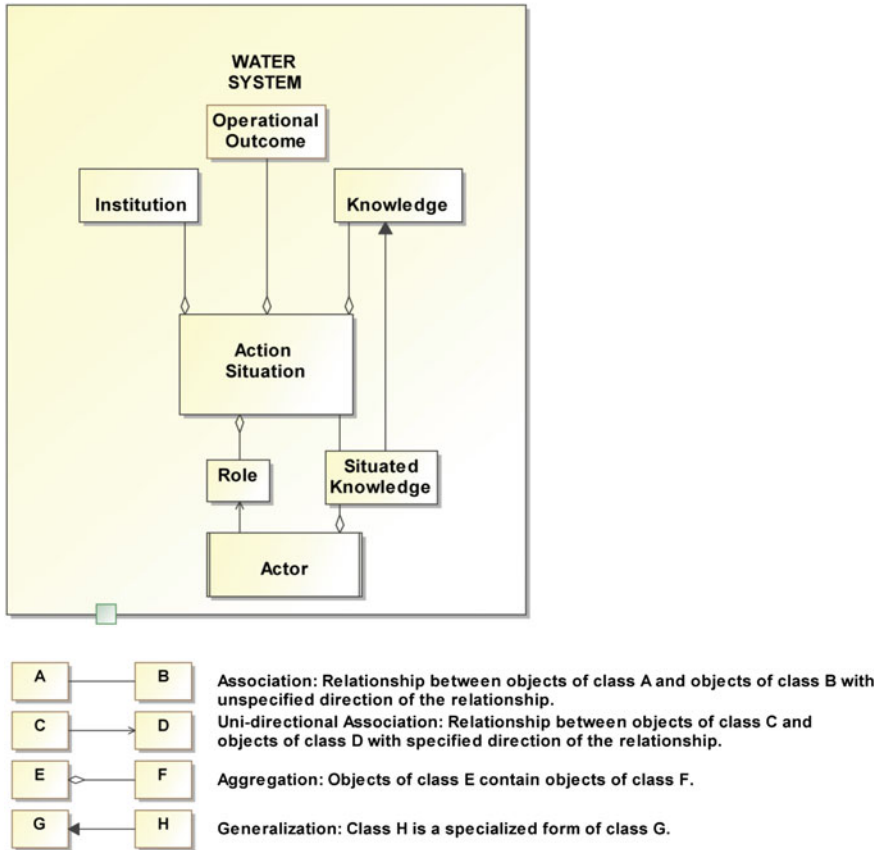 WATER
SYSTEM
Operational
Outcome
Institution
Knowledge
Action
Situation
Role
Situated
Knowledge
Actor
A
B
Association: Relationship between objects of class A and objects of class B with
unspecified direction of the relationship.
C
D
Uni-directional Association: Relationship between objects of class C and
objects of class D with specified direction of the relationship.
E
F
Aggregation: Objects of class E contain objects of class F.
G
H
Generalization: Class H is a specialized form of class G.